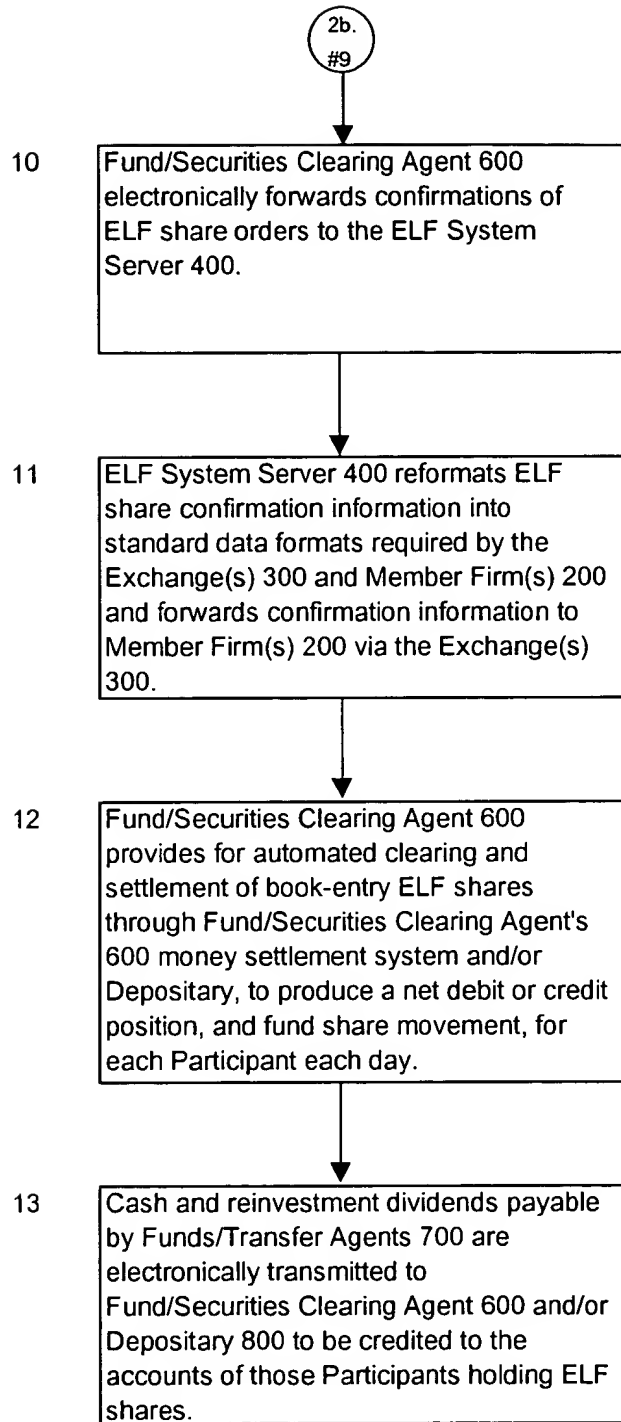 2b.
#9
10
Fund/Securities Clearing Agent 600
electronically forwards confirmations of
ELF share orders to the ELF System
Server 400.
11
ELF System Server 400 reformats ELF
share confirmation information into
standard data formats required by the
Exchange(s) 300 and Member Firm(s) 200
and forwards confirmation information to
Member Firm(s) 200 via the Exchange(s)
300.
12
Fund/Securities Clearing Agent 600
provides for automated clearing and
settlement of book-entry ELF shares
through Fund/Securities Clearing Agent's
600 money settlement system and/or
Depositary, to produce a net debit or credit
position, and fund share movement, for
each Participant each day.
13
Cash and reinvestment dividends payable
by Funds/Transfer Agents 700 are
electronically transmitted to
Fund/Securities Clearing Agent 600 and/or
Depositary 800 to be credited to the
accounts of those Participants holding ELF
shares.